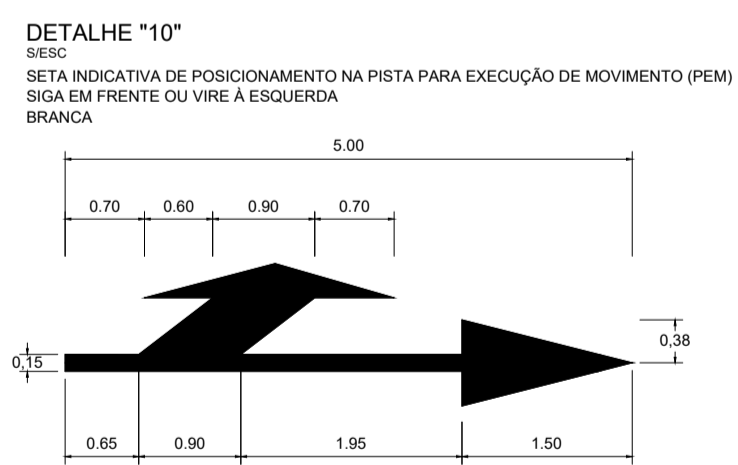 DETALHE "10"
S/ESC
SETA INDICATIVA DE POSICIONAMENTO NA PISTA PARA EXECUÇÃO DE MOVIMENTO (PEM)
SIGA EM FRENTE OU VIRE À ESQUERDA
BRANCA
5.00
0.70 0.60 0.90 0.70
0,38
0,15
0.65 0.90 1.95 1.50